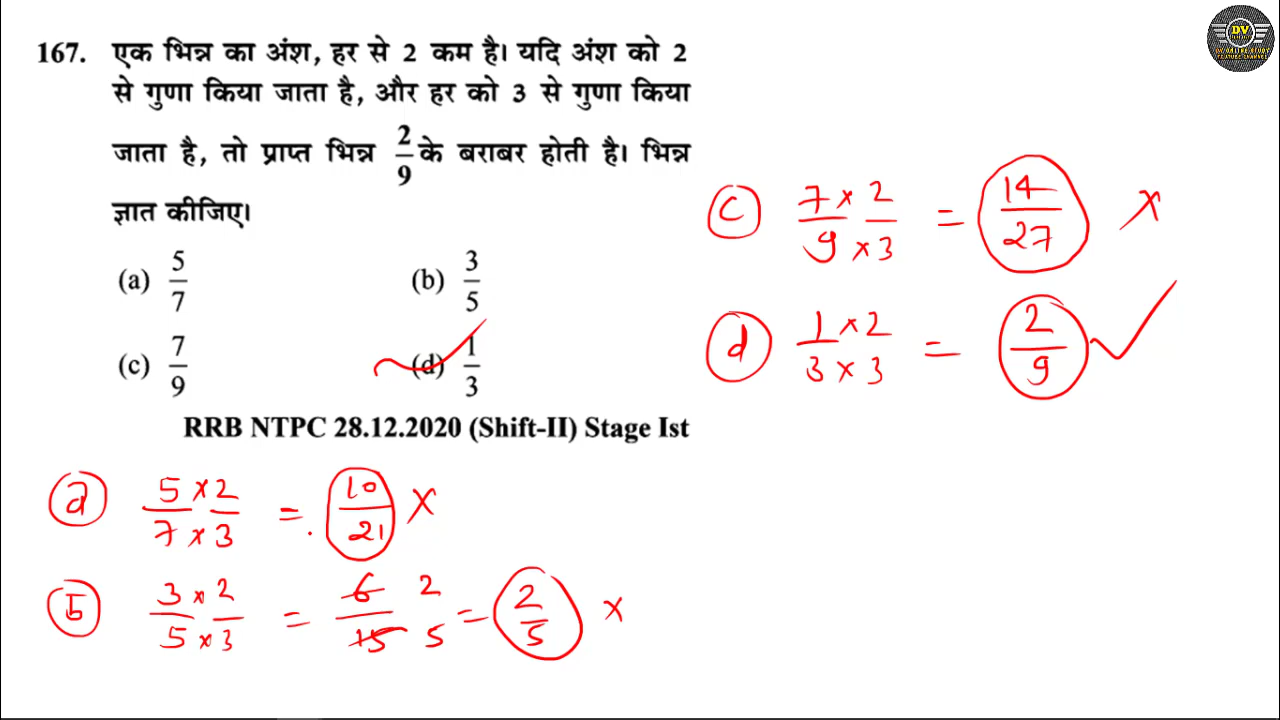 167. एक भिन्न का अंश, हर से 2 कम है। यदि अंश को 2
से गुणा किया जाता है, और हर को 3 से गुणा किया
जाता है, तो प्राप्त भिन्न 2/9 के बराबर होती है। भिन्न
ज्ञात कीजिए।
(a) 5/7 (b) 3/5
(c) 7/9 (d) 1/3
RRB NTPC 28.12.2020 (Shift-II) Stage Ist
a 5 × 2 / 7 × 3 = 10/21 ×
b 3 × 2 / 5 × 3 = 6/15 2/5 = 2/5 ×
c 7 × 2 / 9 × 3 = 14/27 ×
d 1 × 2 / 3 × 3 = 2/9 ✓
DV